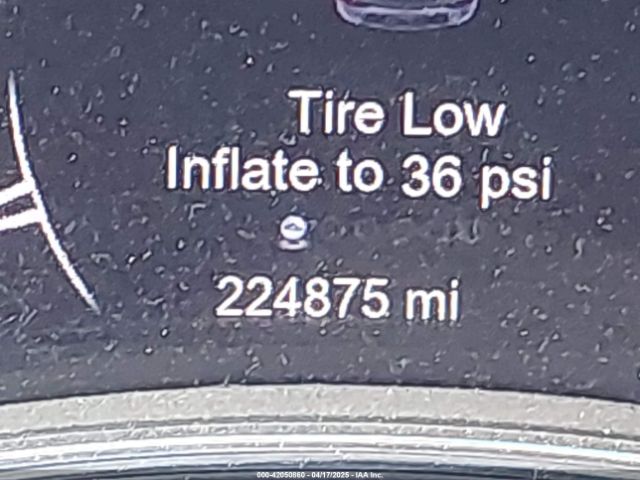 Tire Low
Inflate to 36 psi
224875 mi
000-42050860 - 04/17/2025 - IAA Inc.